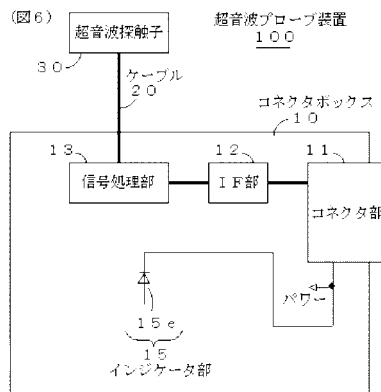 (図6)
超音波探触子
30
超音波プローブ装置
100
ケーブル
20
コネクタボックス
10
13
信号処理部
12
IF部
11
コネクタ部
パワー
15e
15
インジケータ部